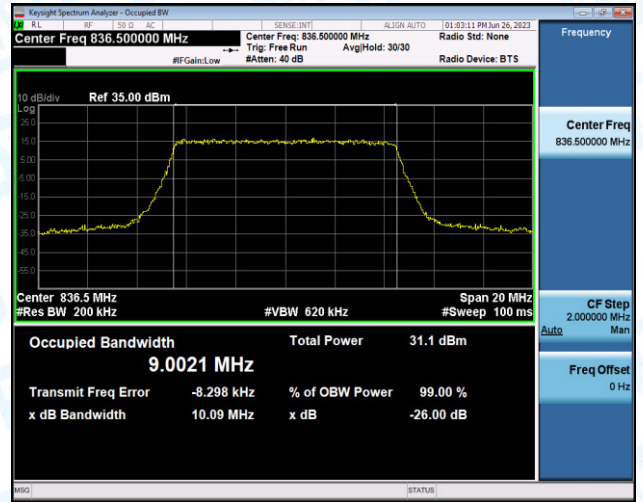 Keysight Spectrum Analyzer - Occupied BW
RL RF 50 Ω AC SENSE:INT ALIGN AUTO 01:03:11 PM Jun 26, 2023
Center Freq 836.500000 MHz
Center Freq: 836.500000 MHz
Radio Std: None
Trig: Free Run Avg|Hold: 30/30
#IFGain:Low
#Atten: 40 dB
Radio Device: BTS
Frequency
10 dB/div Ref 35.00 dBm
Log
25.0
15.0
5.00
-5.00
-15.0
-25.0
-35.0
-45.0
-55.0
Center Freq
836.500000 MHz
Center 836.5 MHz Span 20 MHz
#Res BW 200 kHz #VBW 620 kHz #Sweep 100 ms
CF Step
2.000000 MHz
Auto Man
Occupied Bandwidth Total Power 31.1 dBm
9.0021 MHz
Transmit Freq Error -8.298 kHz % of OBW Power 99.00 %
x dB Bandwidth 10.09 MHz x dB -26.00 dB
Freq Offset
0 Hz
MSG STATUS